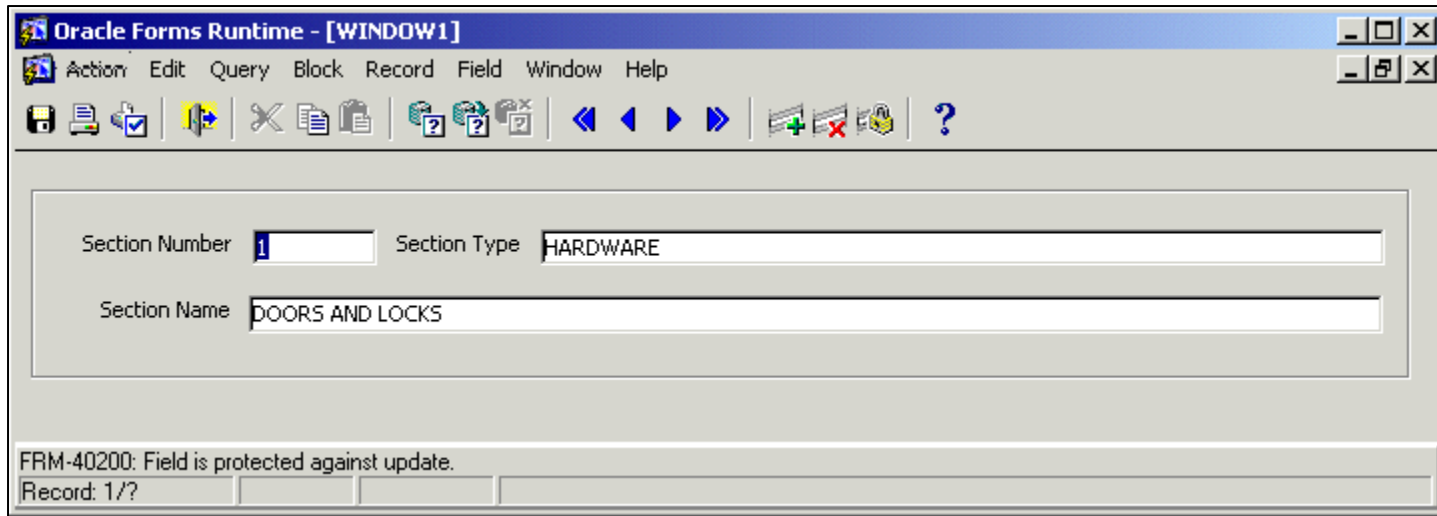 Oracle Forms Runtime - [WINDOW1]
Action Edit Query Block Record Field Window Help
Section Number 1 Section Type HARDWARE
Section Name DOORS AND LOCKS
FRM-40200: Field is protected against update.
Record: 1/?